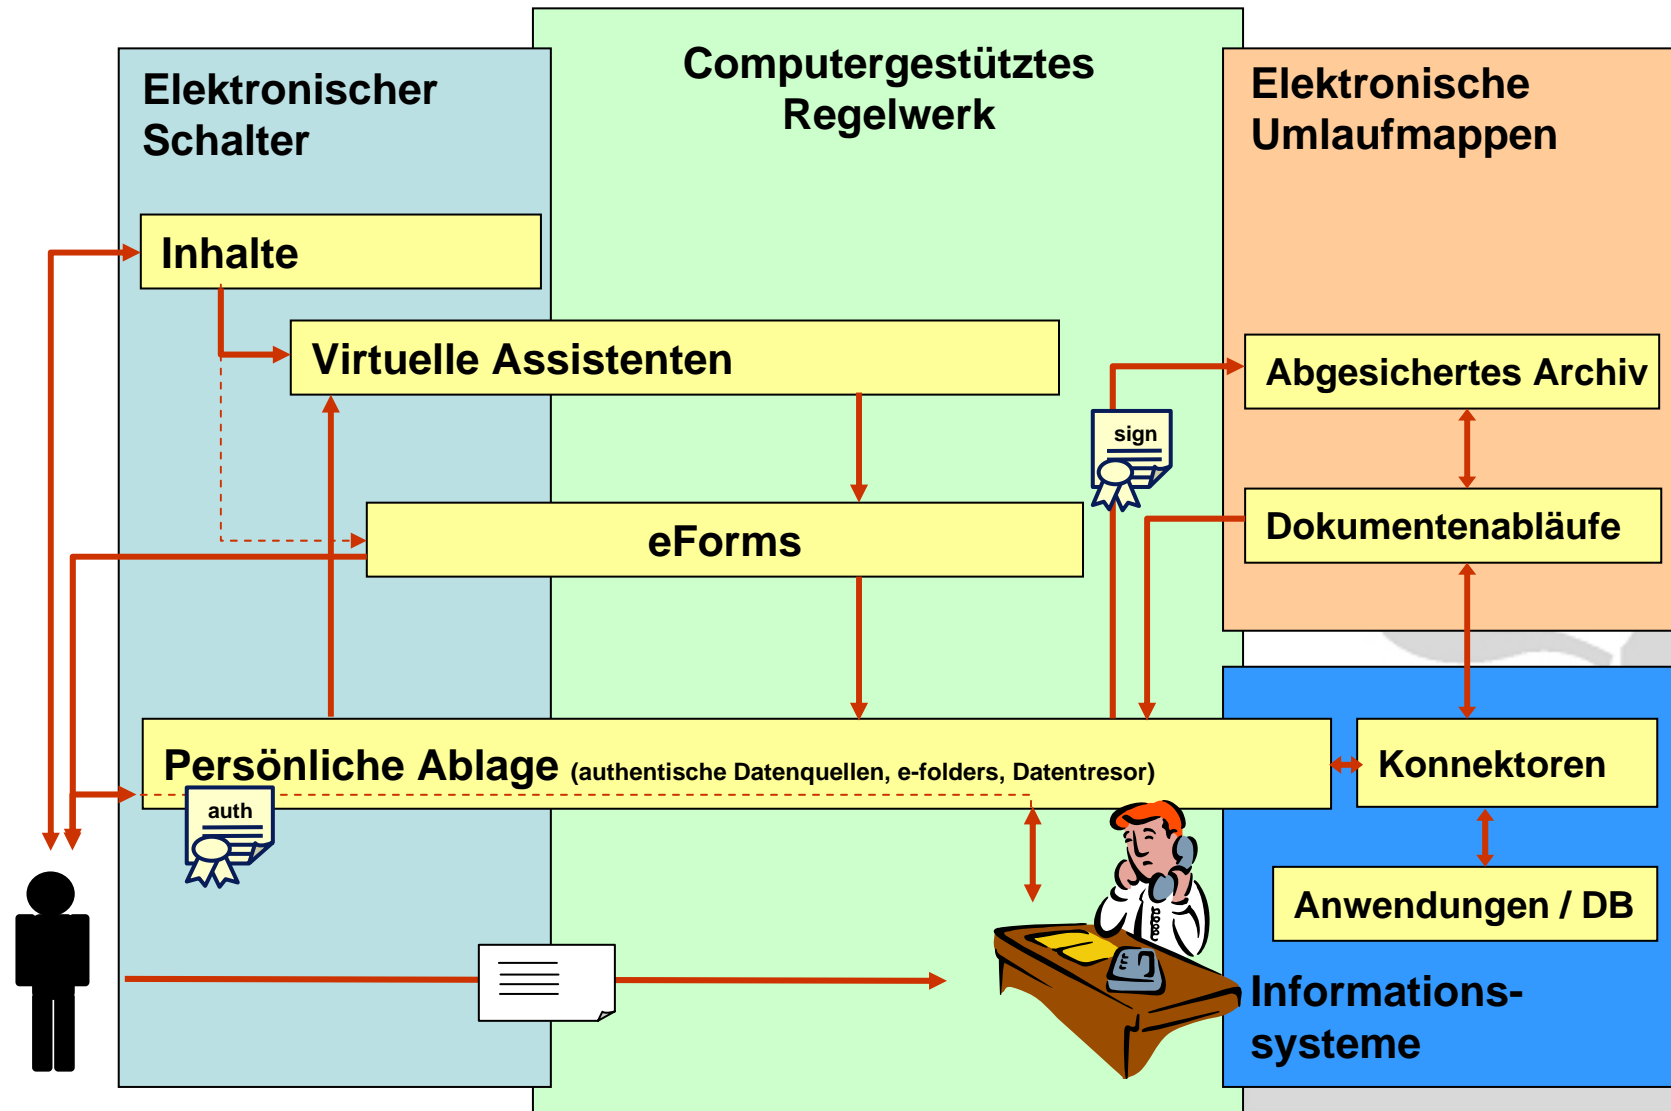 Elektronischer
Schalter
Computergestütztes
Regelwerk
Elektronische
Umlaufmappen
Inhalte
Virtuelle Assistenten
Abgesichertes Archiv
sign
eForms
Dokumentenabläufe
Persönliche Ablage (authentische Datenquellen, e-folders, Datentresor)
Konnektoren
auth
Anwendungen / DB
Informations-
systeme